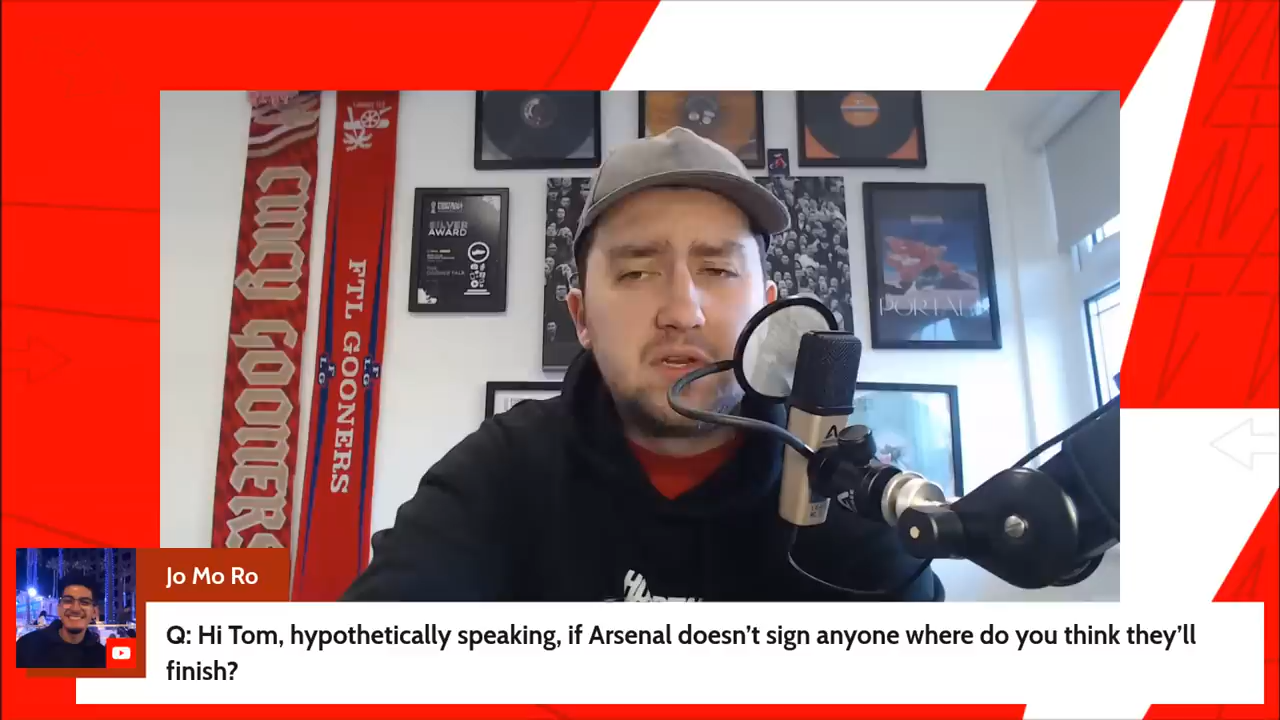 CINCY GOONERS
FTL GOONERS
SILVER
AWARD
PORTAL
Jo Mo Ro
Q: Hi Tom, hypothetically speaking, if Arsenal doesn’t sign anyone where do you think they’ll
finish?